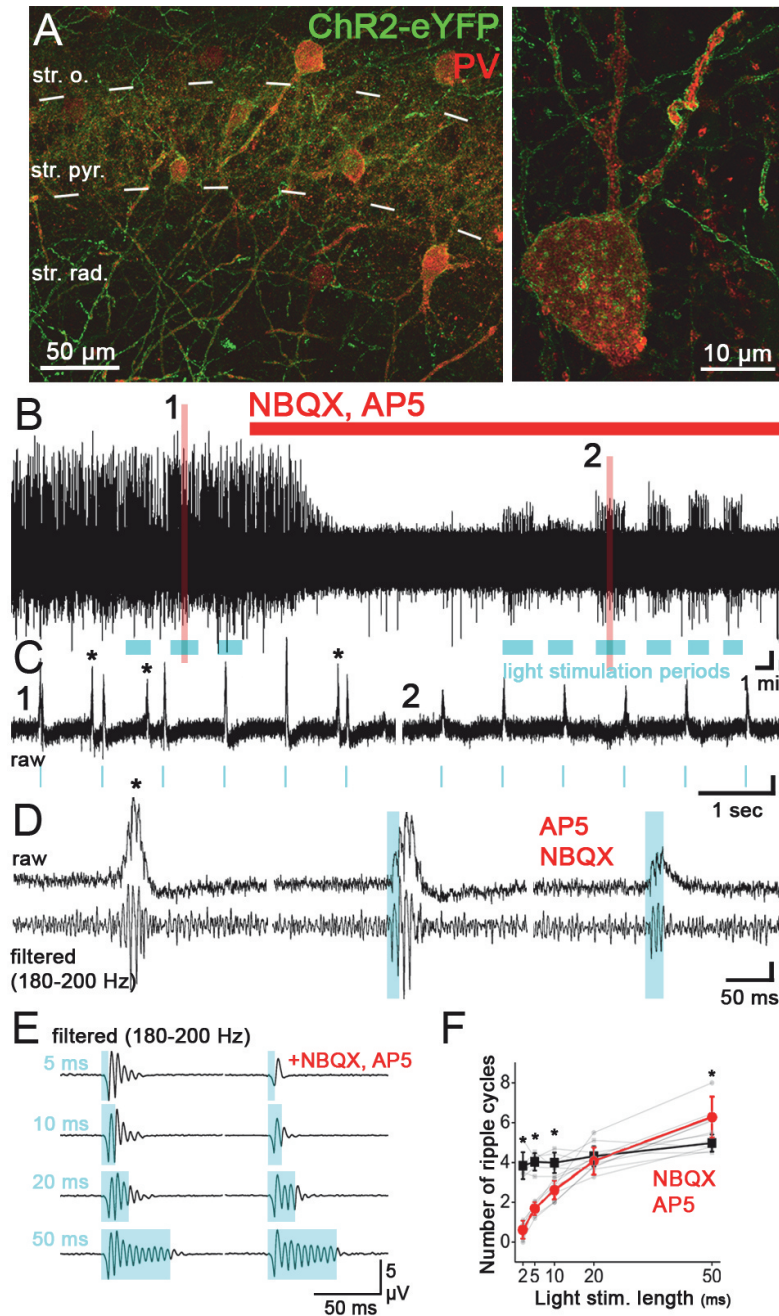 A
ChR2-eYFP
PV
str. o.
str. pyr.
str. rad.
50 µm
10 µm
B
1
NBQX, AP5
2
1 mi
light stimulation periods
C
1
*
*
*
2
raw
1 sec
D
*
raw
AP5
NBQX
filtered
(180-200 Hz)
50 ms
E
filtered (180-200 Hz)
5 ms
+NBQX, AP5
10 ms
20 ms
50 ms
5
µV
50 ms
F
Number of ripple cycles
8
6
4
2
0
*
*
*
*
NBQX
AP5
2 5 10 20 50
Light stim. length (ms)